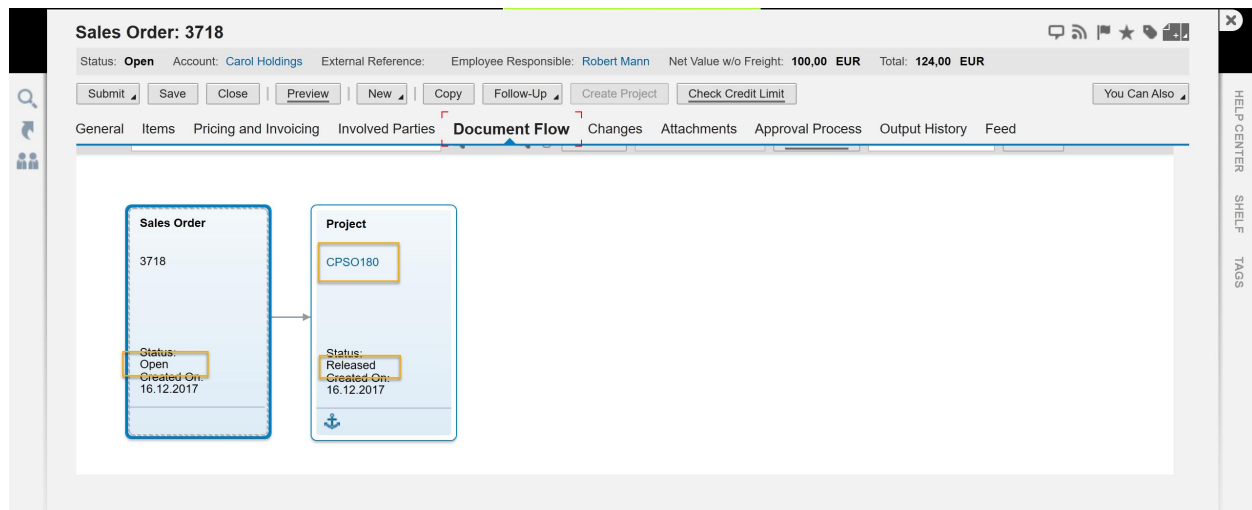 Sales Order: 3718
Status: Open Account: Carol Holdings External Reference: Employee Responsible: Robert Mann Net Value w/o Freight: 100,00 EUR Total: 124,00 EUR
Submit Save Close Preview New Copy Follow-Up Create Project Check Credit Limit You Can Also
General Items Pricing and Invoicing Involved Parties Document Flow Changes Attachments Approval Process Output History Feed
Sales Order
3718
Status:
Open
Created On:
16.12.2017
Project
CPSO180
Status:
Released
Created On:
16.12.2017
HELP CENTER
SHELF
TAGS